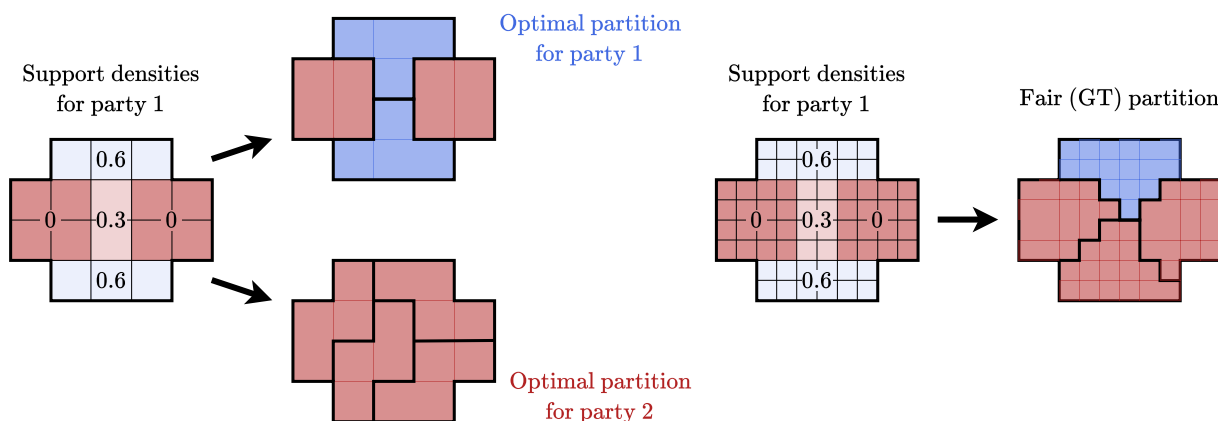 Optimal partition
for party 1
Support densities
for party 1
0.6
0
0.3
0
0.6
Optimal partition
for party 2
Support densities
for party 1
0.6
0
0.3
0
0.6
Fair (GT) partition